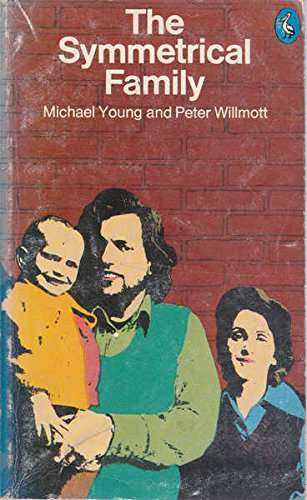 The
Symmetrical
Family
Michael Young and Peter Willmott